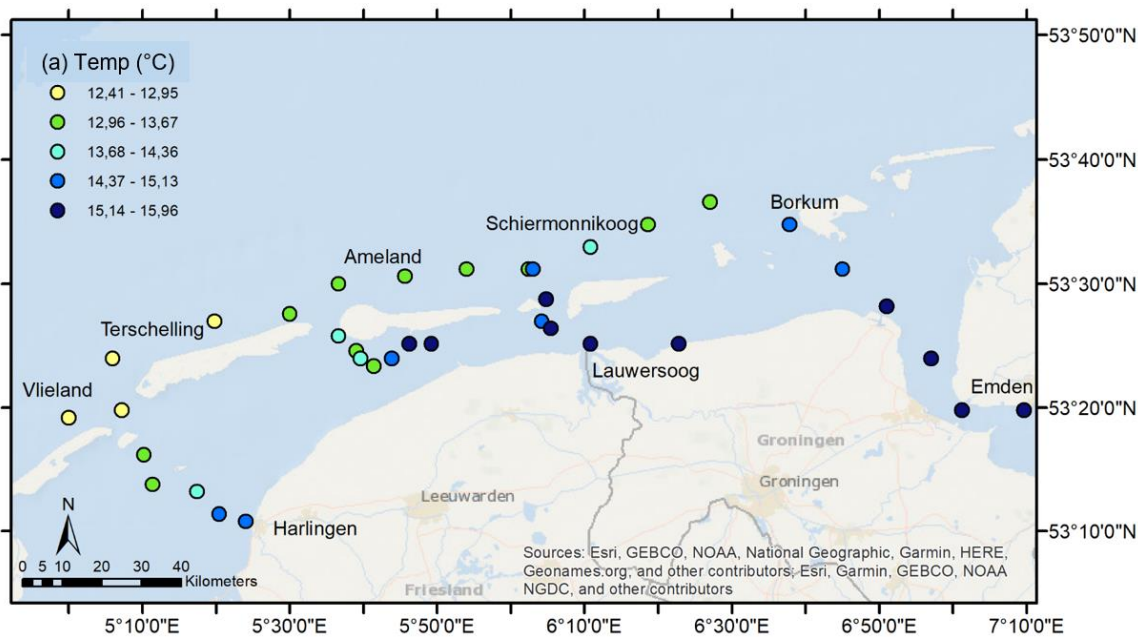 (a) Temp (°C)
12,41 - 12,95
12,96 - 13,67
13,68 - 14,36
14,37 - 15,13
15,14 - 15,96
53°50'0"N
53°40'0"N
53°30'0"N
53°20'0"N
53°10'0"N
Borkum
Schiermonnikoog
Ameland
Terschelling
Lauwersoog
Vlieland
Emden
Groningen
Groningen
Leeuwarden
Harlingen
Friesland
N
0 5 10 20 30 40
Kilometers
Sources: Esri, GEBCO, NOAA, National Geographic, Garmin, HERE,
Geonames.org, and other contributors; Esri, Garmin, GEBCO, NOAA
NGDC, and other contributors
5°10'0"E 5°30'0"E 5°50'0"E 6°10'0"E 6°30'0"E 6°50'0"E 7°10'0"E